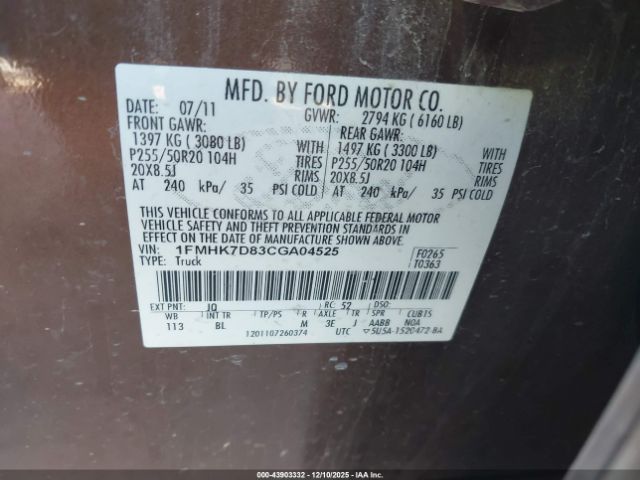 MFD. BY FORD MOTOR CO.
DATE: 07/11 GVWR: 2794 KG ( 6160 LB)
FRONT GAWR: REAR GAWR:
1397 KG ( 3080 LB) WITH 1497 KG ( 3300 LB) WITH
P255/50R20 104H TIRES P255/50R20 104H TIRES
20X8.5J RIMS 20X8.5J RIMS
AT 240 kPa/ 35 PSI COLD AT 240 kPa/ 35 PSI COLD
THIS VEHICLE CONFORMS TO ALL APPLICABLE FEDERAL MOTOR
VEHICLE SAFETY AND THEFT PREVENTION STANDARDS IN
EFFECT ON THE DATE OF MANUFACTURE SHOWN ABOVE.
VIN: 1FMHK7D83CGA04525 F0265
TYPE: Truck T0363
EXT PNT: JQ RC: 52 DSO:
WB INT TR TP/PS R AXLE TR SPR CUBTS
113 BL M 3E J AABB NOA
1201107260374 UTC 5U5A-1520472-BA
00-43903332 - 12/10/2025 - IAA Inc.